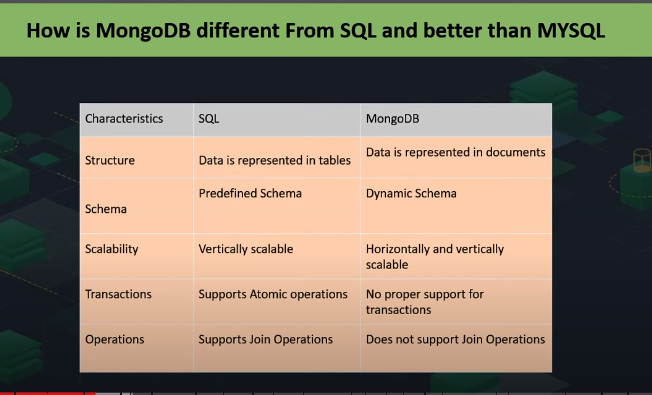 How is MongoDB different From SQL and better than MYSQL
Characteristics SQL MongoDB
Structure Data is represented in tables Data is represented in documents
Schema Predefined Schema Dynamic Schema
Scalability Vertically scalable Horizontally and vertically
scalable
Transactions Supports Atomic operations No proper support for
transactions
Operations Supports Join Operations Does not support Join Operations